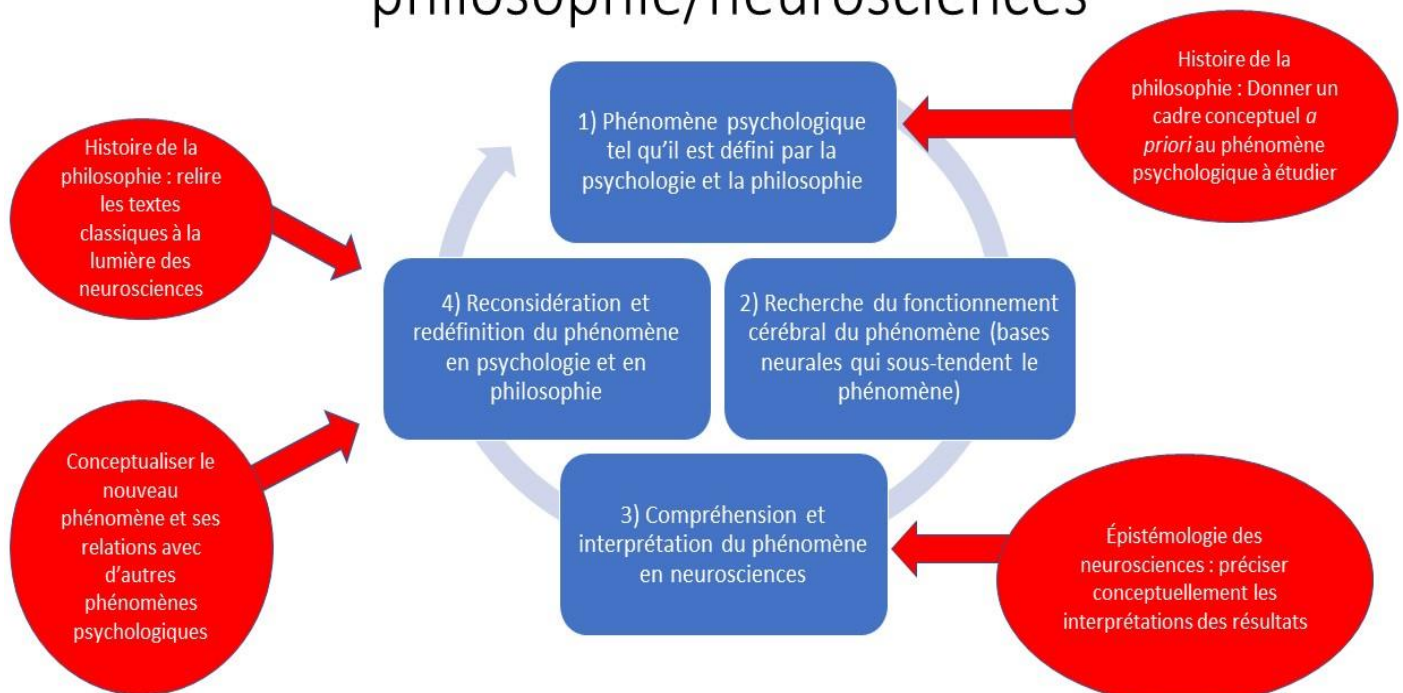 philosophie/neurosciences
Histoire de la
philosophie : Donner un
cadre conceptuel a
priori au phénomène
psychologique à étudier
1) Phénomène psychologique
tel qu'il est défini par la
psychologie et la philosophie
Histoire de la
philosophie : relire
les textes
classiques à la
lumière des
neurosciences
4) Reconsidération et
redéfinition du phénomène
en psychologie et en
philosophie
2) Recherche du fonctionnement
cérébral du phénomène (bases
neurales qui sous-tendent le
phénomène)
Conceptualiser le
nouveau
phénomène et ses
relations avec
d'autres
phénomènes
psychologiques
3) Compréhension et
interprétation du phénomène
en neurosciences
Épistémologie des
neurosciences : préciser
conceptuellement les
interprétations des résultats